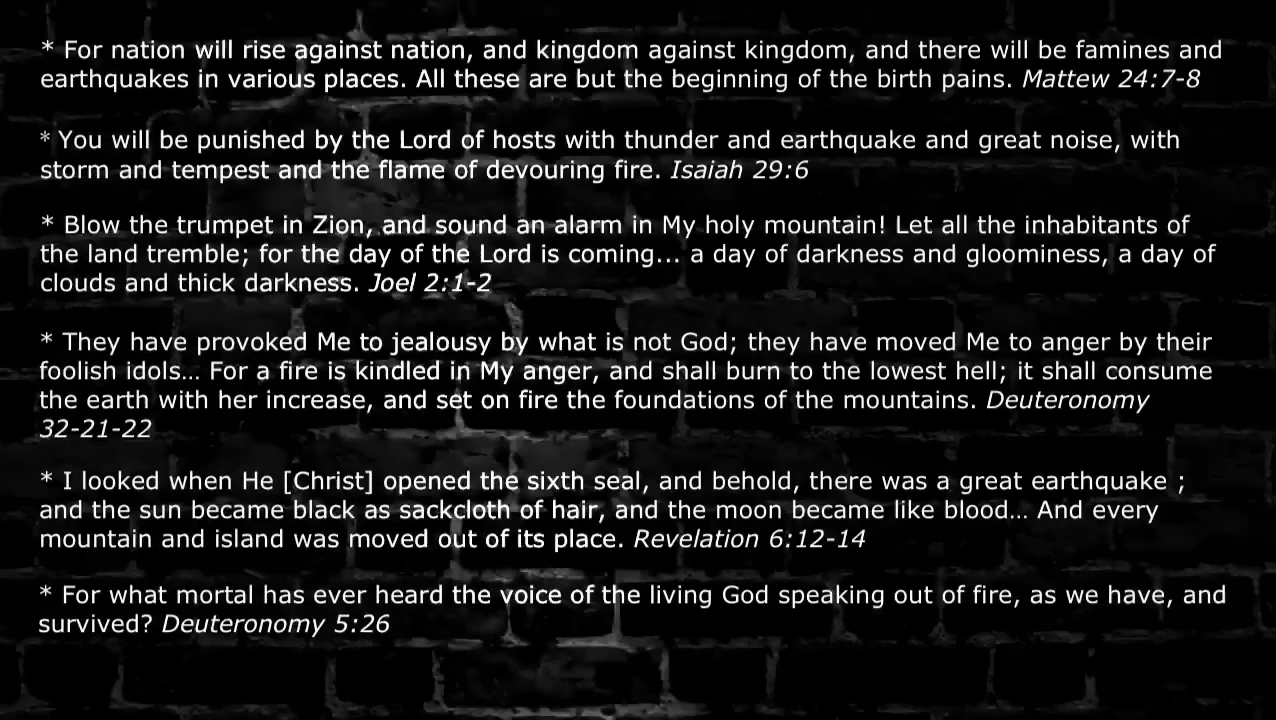 * For nation will rise against nation, and kingdom against kingdom, and there will be famines and
earthquakes in various places. All these are but the beginning of the birth pains. Mattew 24:7-8
* You will be punished by the Lord of hosts with thunder and earthquake and great noise, with
storm and tempest and the flame of devouring fire. Isaiah 29:6
* Blow the trumpet in Zion, and sound an alarm in My holy mountain! Let all the inhabitants of
the land tremble; for the day of the Lord is coming... a day of darkness and gloominess, a day of
clouds and thick darkness. Joel 2:1-2
* They have provoked Me to jealousy by what is not God; they have moved Me to anger by their
foolish idols... For a fire is kindled in My anger, and shall burn to the lowest hell; it shall consume
the earth with her increase, and set on fire the foundations of the mountains. Deuteronomy
32-21-22
* I looked when He [Christ] opened the sixth seal, and behold, there was a great earthquake ;
and the sun became black as sackcloth of hair, and the moon became like blood... And every
mountain and island was moved out of its place. Revelation 6:12-14
* For what mortal has ever heard the voice of the living God speaking out of fire, as we have, and
survived? Deuteronomy 5:26